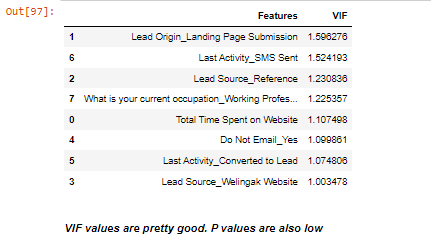 Out[97]:
Features VIF
1 Lead Origin_Landing Page Submission 1.596276
6 Last Activity_SMS Sent 1.524193
2 Lead Source_Reference 1.230836
7 What is your current occupation_Working Profes... 1.225357
0 Total Time Spent on Website 1.107498
4 Do Not Email_Yes 1.099861
5 Last Activity_Converted to Lead 1.074806
3 Lead Source_Welingak Website 1.003478
VIF values are pretty good. P values are also low